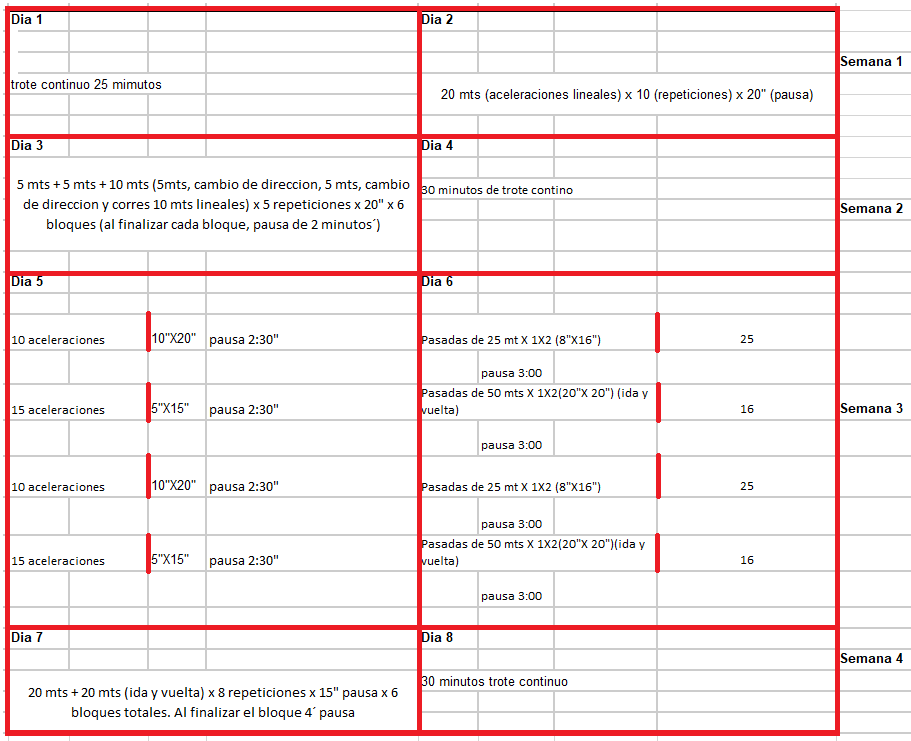 Dia 1
Dia 2
Semana 1
trote continuo 25 mimutos
20 mts (aceleraciones lineales) x 10 (repeticiones) x 20" (pausa)
Dia 3
Dia 4
5 mts + 5 mts + 10 mts (5mts, cambio de direccion, 5 mts, cambio
de direccion y corres 10 mts lineales) x 5 repeticiones x 20" x 6
bloques (al finalizar cada bloque, pausa de 2 minutos´)
30 minutos de trote contino
Semana 2
Dia 5
Dia 6
10 aceleraciones
10"X20"
pausa 2:30"
Pasadas de 25 mt X 1X2 (8"X16")
25
pausa 3:00
15 aceleraciones
5"X15"
pausa 2:30"
Pasadas de 50 mts X 1X2(20"X 20") (ida y
vuelta)
16
Semana 3
pausa 3:00
10 aceleraciones
10"X20"
pausa 2:30"
Pasadas de 25 mt X 1X2 (8"X16")
25
pausa 3:00
15 aceleraciones
5"X15"
pausa 2:30"
Pasadas de 50 mts X 1X2(20"X 20")(ida y
vuelta)
16
pausa 3:00
Dia 7
Dia 8
Semana 4
20 mts + 20 mts (ida y vuelta) x 8 repeticiones x 15" pausa x 6
bloques totales. Al finalizar el bloque 4´ pausa
30 minutos trote continuo